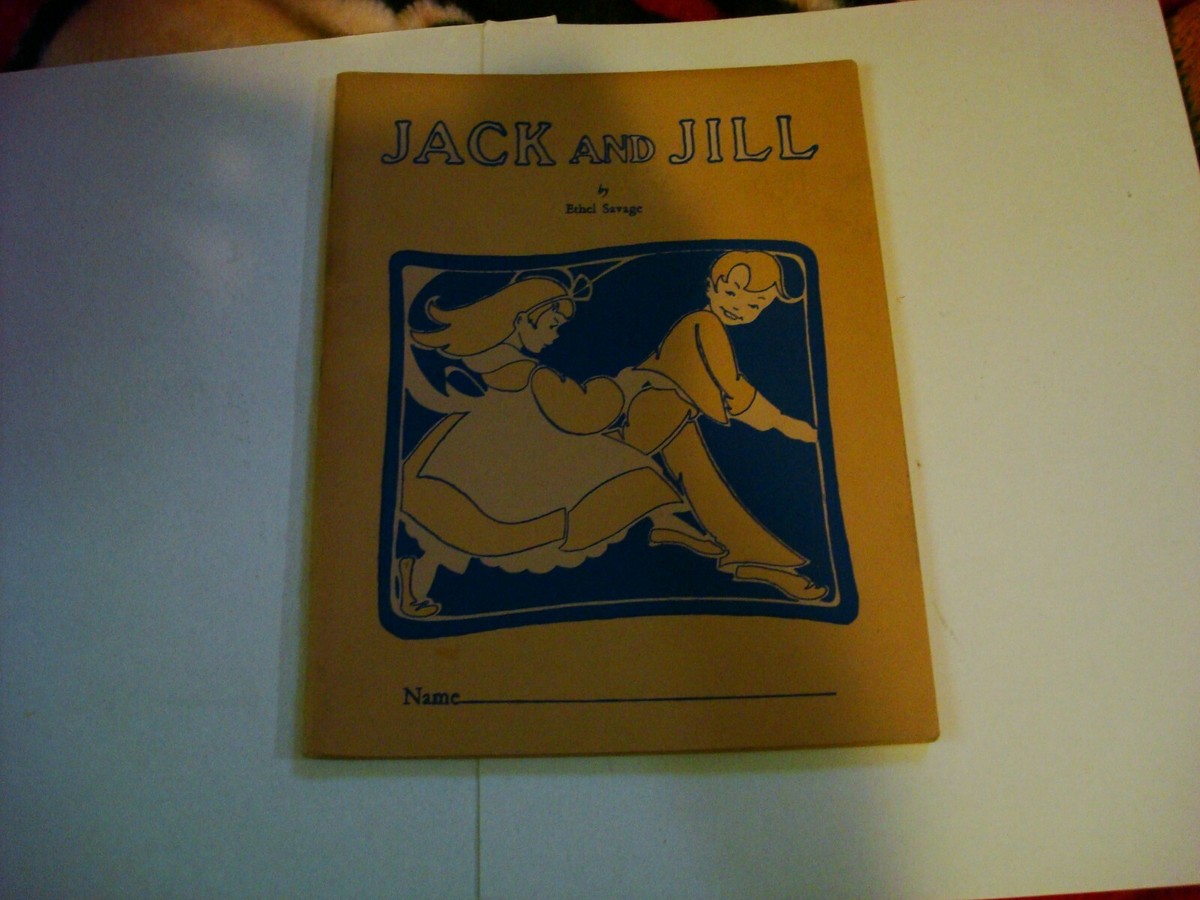 JACK AND JILL
by
Ethel Savage
Name